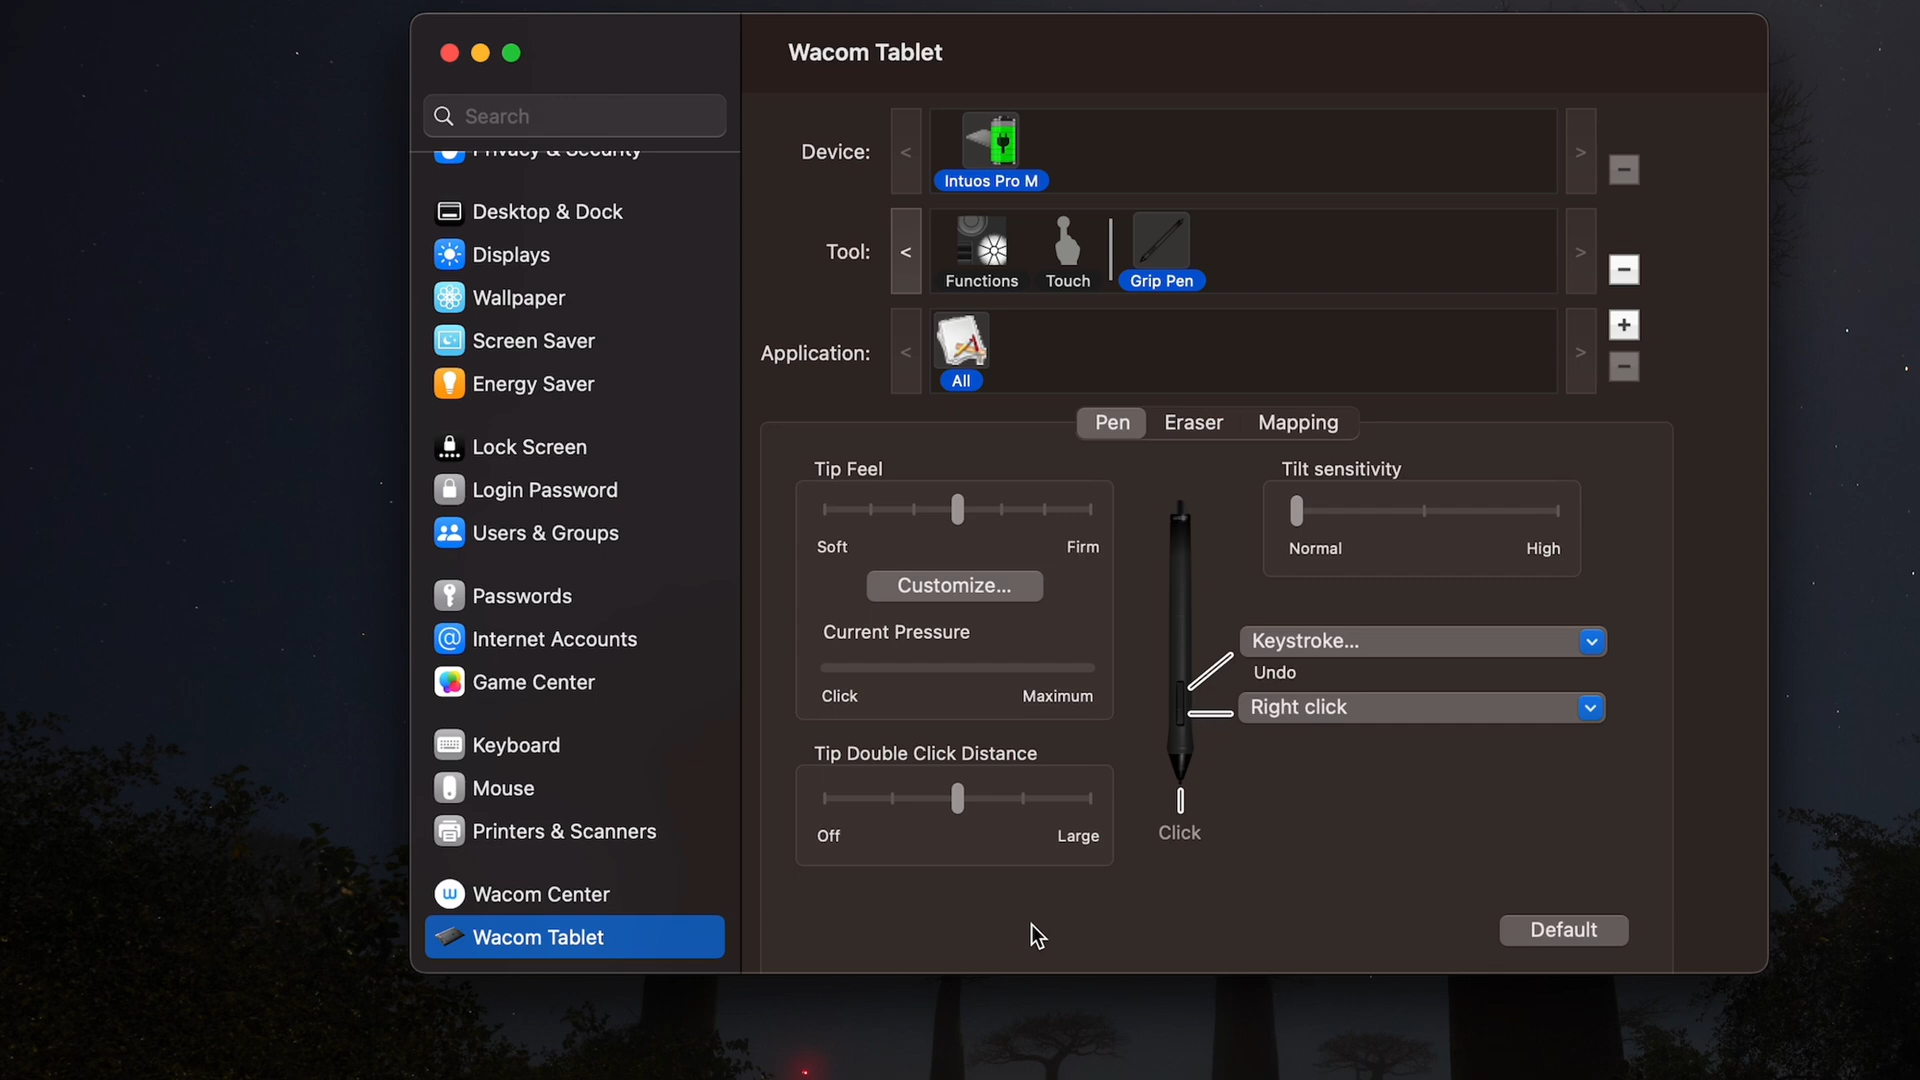 Wacom Tablet
Search
Privacy & Security
Desktop & Dock
Displays
Wallpaper
Screen Saver
Energy Saver
Lock Screen
Login Password
Users & Groups
Passwords
Internet Accounts
Game Center
Keyboard
Mouse
Printers & Scanners
Wacom Center
Wacom Tablet
Device:
<
Intuos Pro M
>
−
Tool:
<
Functions
Touch
Grip Pen
>
−
Application:
<
All
>
+
−
Pen Eraser Mapping
Tip Feel
Soft Firm
Customize...
Current Pressure
Click Maximum
Tip Double Click Distance
Off Large
Tilt sensitivity
Normal High
Keystroke...
Undo
Right click
Click
Default